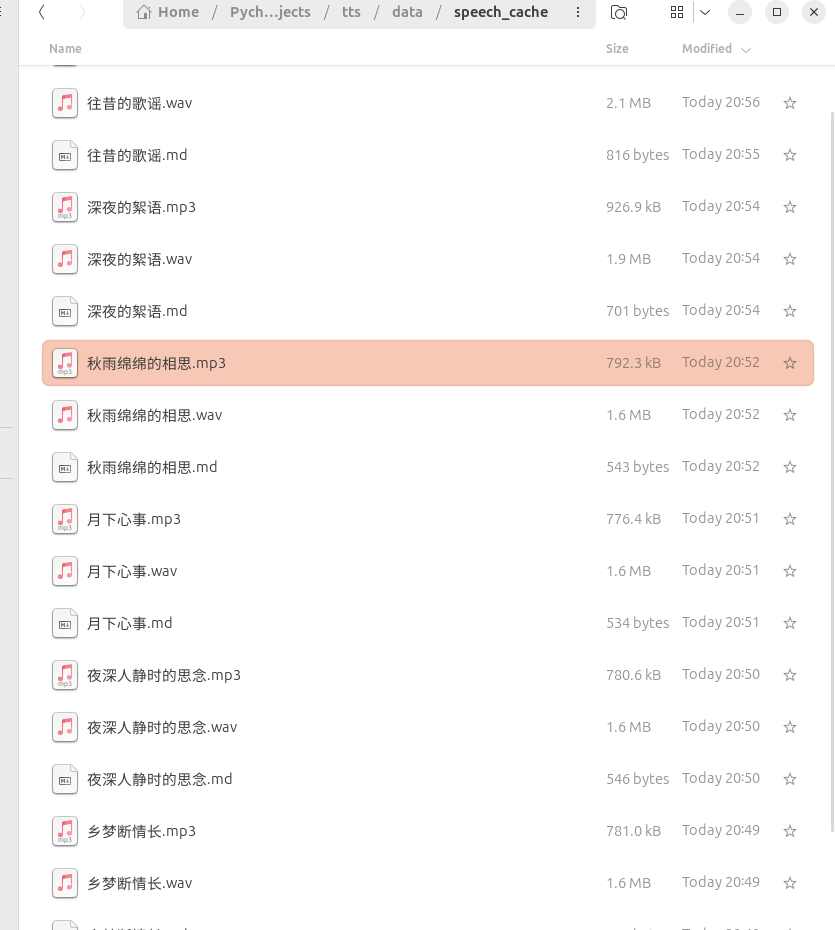 Home / Pych...jects / tts / data / speech_cache
Name Size Modified
往昔的歌谣.wav 2.1 MB Today 20:56
往昔的歌谣.md 816 bytes Today 20:55
mp3 深夜的絮语.mp3 926.9 kB Today 20:54
深夜的絮语.wav 1.9 MB Today 20:54
深夜的絮语.md 701 bytes Today 20:54
mp3 秋雨绵绵的相思.mp3 792.3 kB Today 20:52
秋雨绵绵的相思.wav 1.6 MB Today 20:52
秋雨绵绵的相思.md 543 bytes Today 20:52
mp3 月下心事.mp3 776.4 kB Today 20:51
月下心事.wav 1.6 MB Today 20:51
月下心事.md 534 bytes Today 20:51
mp3 夜深人静时的思念.mp3 780.6 kB Today 20:50
夜深人静时的思念.wav 1.6 MB Today 20:50
夜深人静时的思念.md 546 bytes Today 20:50
mp3 乡梦断情长.mp3 781.0 kB Today 20:49
乡梦断情长.wav 1.6 MB Today 20:49